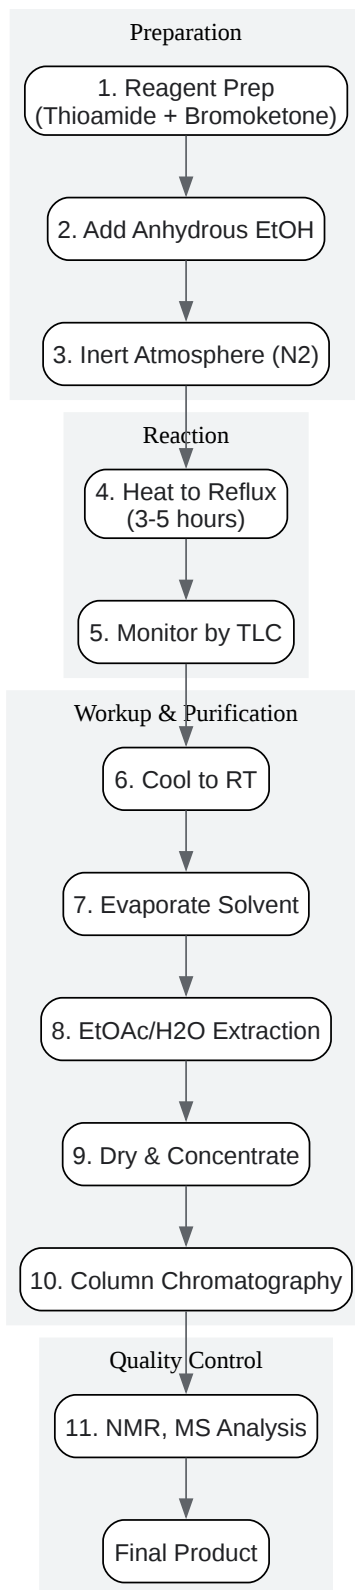 Preparation
1. Reagent Prep
(Thioamide + Bromoketone)
2. Add Anhydrous EtOH
3. Inert Atmosphere (N2)
Reaction
4. Heat to Reflux
(3-5 hours)
5. Monitor by TLC
Workup & Purification
6. Cool to RT
7. Evaporate Solvent
8. EtOAc/H2O Extraction
9. Dry & Concentrate
10. Column Chromatography
Quality Control
11. NMR, MS Analysis
Final Product